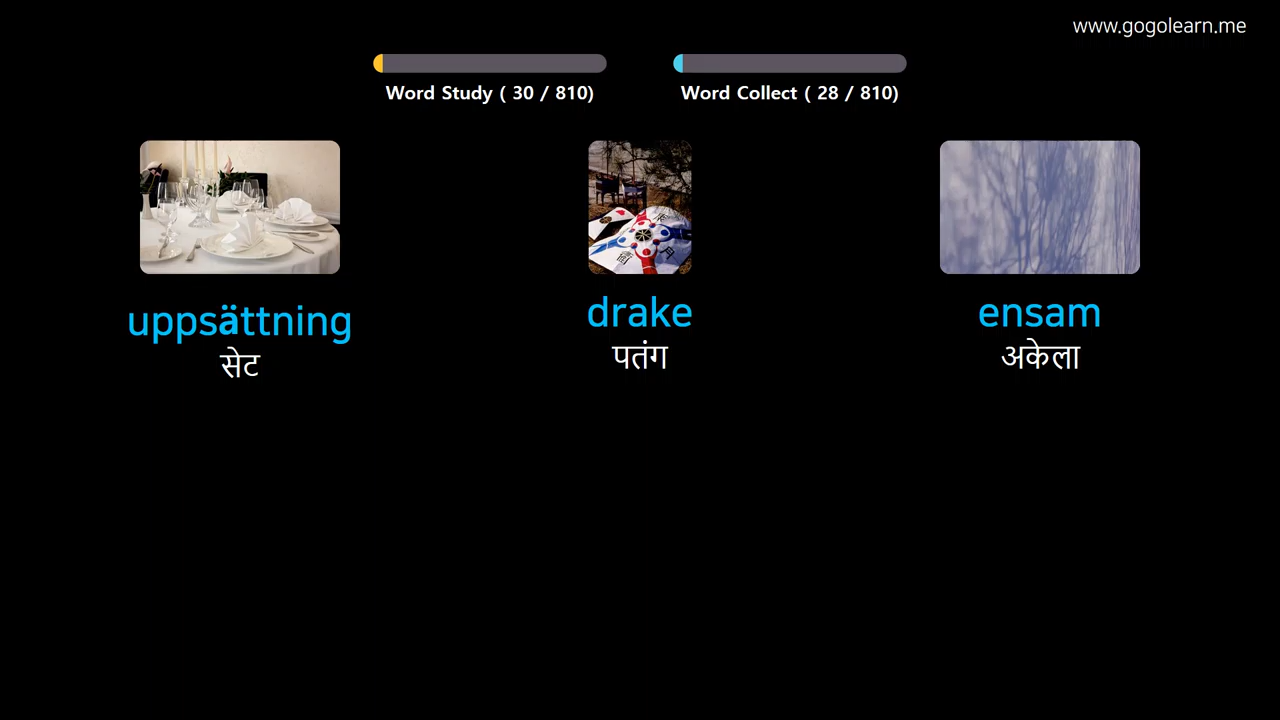 www.gogolearn.me
Word Study ( 30 / 810)
Word Collect ( 28 / 810)
uppsättning
सेट
drake
पतंग
ensam
अकेला